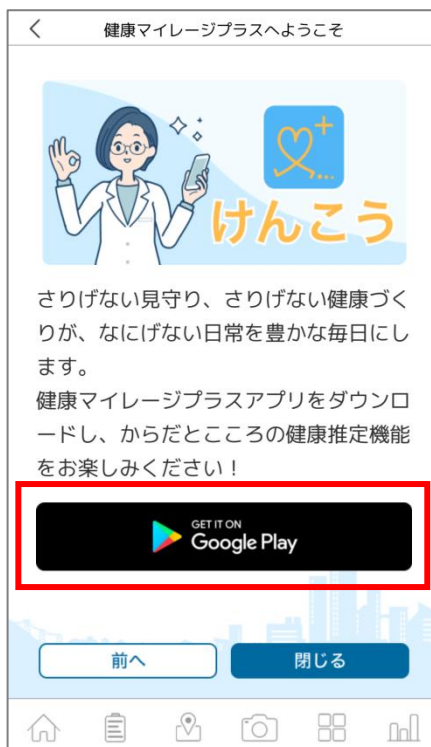 健康マイレージプラスへようこそ
けんこう
さりげない見守り、さりげない健康づく
りが、なにげない日常を豊かな毎日にし
ます。
健康マイレージプラスアプリをダウンロ
ードし、からだとこころの健康推定機能
をお楽しみください！
GET IT ON
Google Play
前へ
閉じる